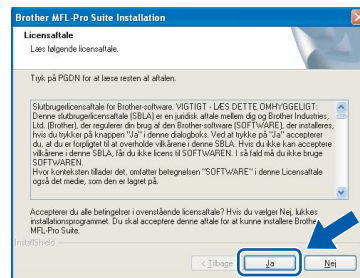 Brother MFL-Pro Suite Installation
Licensaftale
Læs følgende licensaftale.
Tryk på PGDN for at læse resten af aftalen.
Slutbrugerlicensaftale for Brother-software. VIGTIGT - LÆS DETTE OMHYGGELIGT:
Denne slutbrugerlicensaftale (SBLA) er en juridisk aftale mellem dig og Brother Industries,
Ltd. (Brother), der regulerer din brug af den Brother-software (SOFTWARE), der installeres,
hvis du trykker på knappen "Ja" i denne dialogboks. Ved at trykke på "Ja" accepterer
du, at du er forpligtet til at overholde vilkårene i denne SBLA. Hvis du ikke kan acceptere
vilkårene i denne SBLA, får du ikke licens til SOFTWAREN. I så fald må du ikke bruge
SOFTWAREN.
Hvor konteksten tillader det, omfatter betegnelsen "SOFTWARE" i denne Licensaftale
også det medie, som den er lagret på.
Accepterer du alle betingelser i ovenstående licensaftale? Hvis du vælger Nej, lukkes
installationsprogrammet. Du skal acceptere denne aftale for at kunne installere Brother
MFL-Pro Suite.
InstallShield
< Tilbage Ja Nej